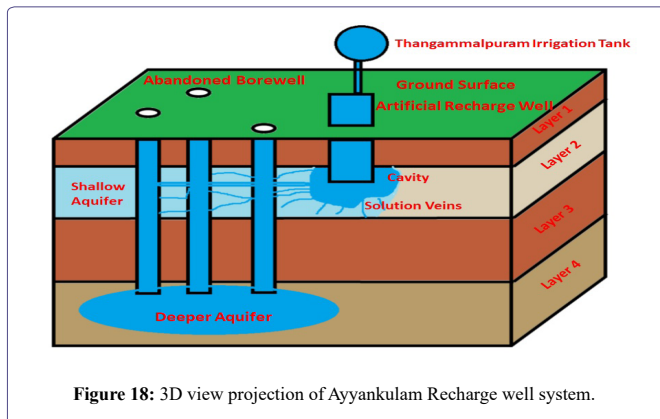 Thangammalpuram Irrigation Tank
Abandoned Borewell
Ground Surface
Artificial Recharge Well
Layer 1
Layer 2
Shallow
Aquifer
Cavity
Solution Veins
Layer 3
Layer 4
Deeper Aquifer
Figure 18: 3D view projection of Ayyankulam Recharge well system.